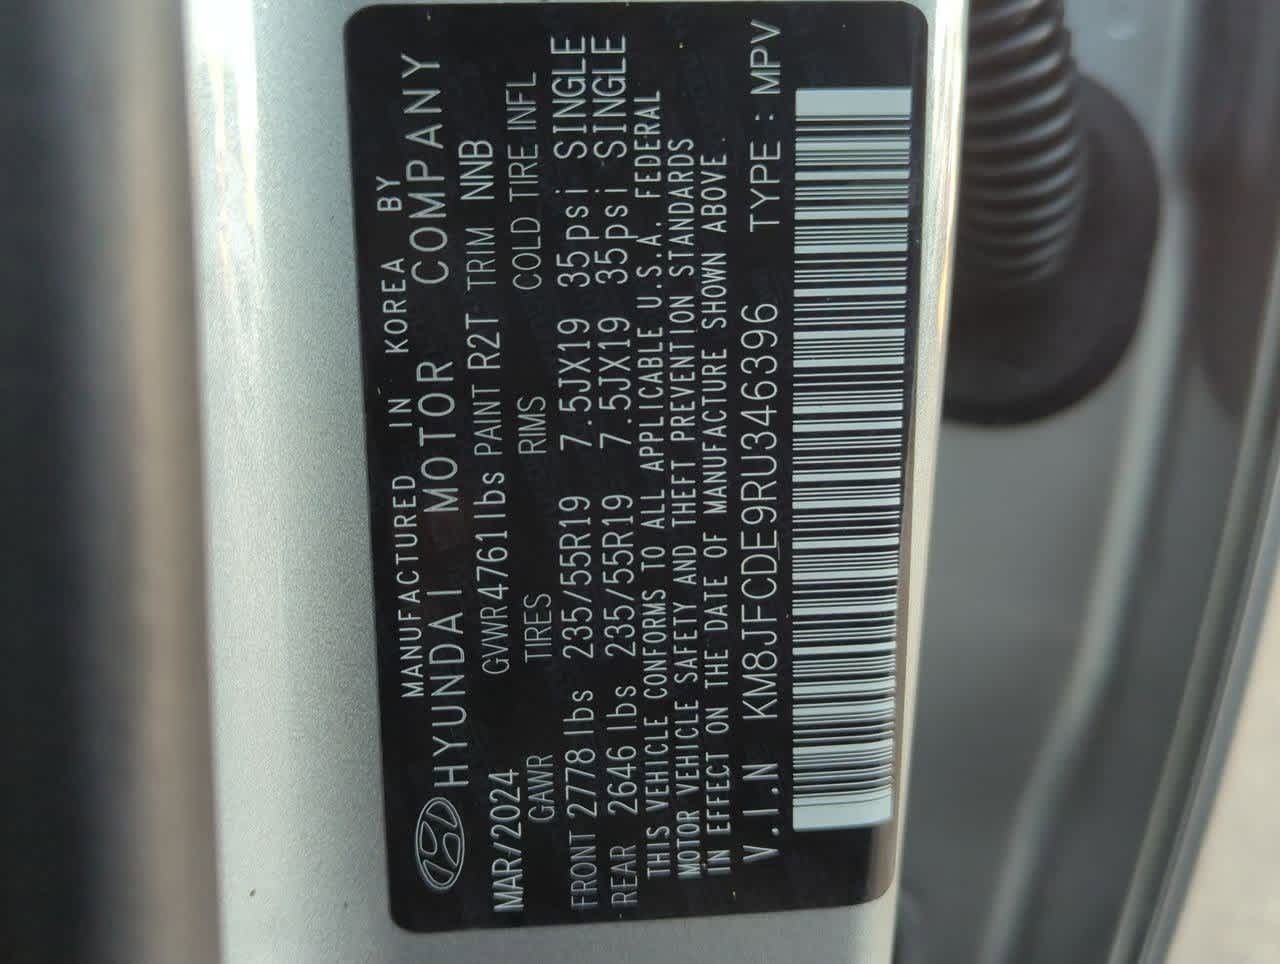 MANUFACTURED IN KOREA BY
HYUNDAI MOTOR COMPANY
MAR/2024 GVWR 4761lbs PAINT R2T TRIM NNB
GAWR TIRES RIMS COLD TIRE INFL
FRONT 2778 lbs 235/55R19 7.5JX19 35psi SINGLE
REAR 2646 lbs 235/55R19 7.5JX19 35psi SINGLE
THIS VEHICLE CONFORMS TO ALL APPLICABLE U.S.A. FEDERAL
MOTOR VEHICLE SAFETY AND THEFT PREVENTION STANDARDS
IN EFFECT ON THE DATE OF MANUFACTURE SHOWN ABOVE.
V.I.N KM8JFCDE9RU346396 TYPE : MPV